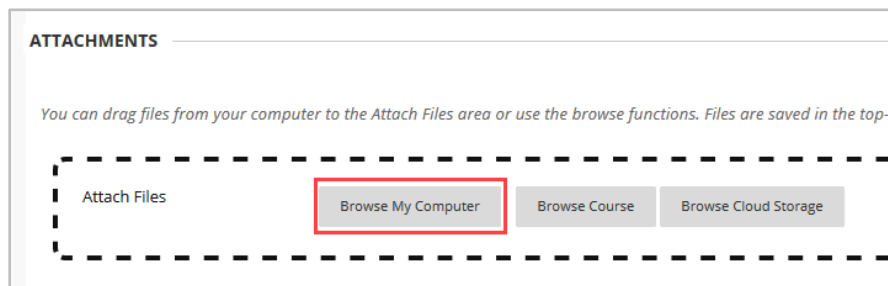 ATTACHMENTS
You can drag files from your computer to the Attach Files area or use the browse functions. Files are saved in the top-
Attach Files
Browse My Computer
Browse Course
Browse Cloud Storage